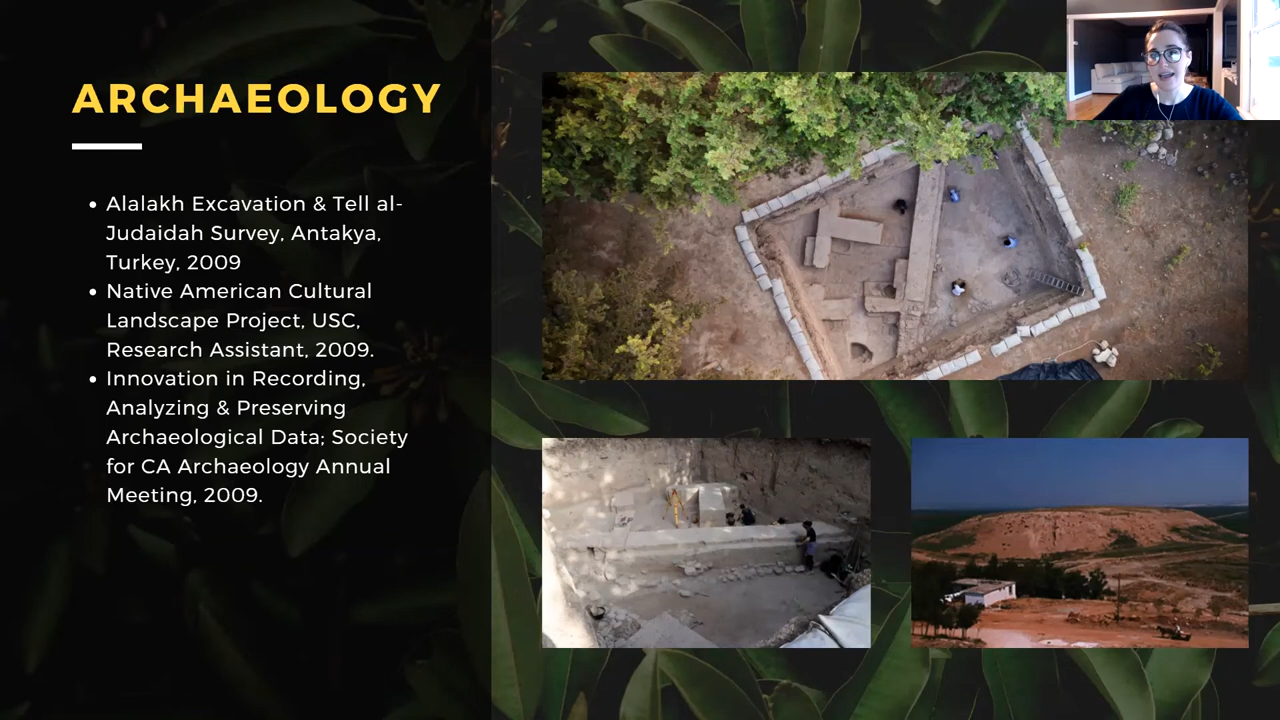 ARCHAEOLOGY
Alalakh Excavation & Tell al-
Judaidah Survey, Antakya,
Turkey, 2009
Native American Cultural
Landscape Project, USC,
Research Assistant, 2009.
Innovation in Recording,
Analyzing & Preserving
Archaeological Data; Society
for CA Archaeology Annual
Meeting, 2009.